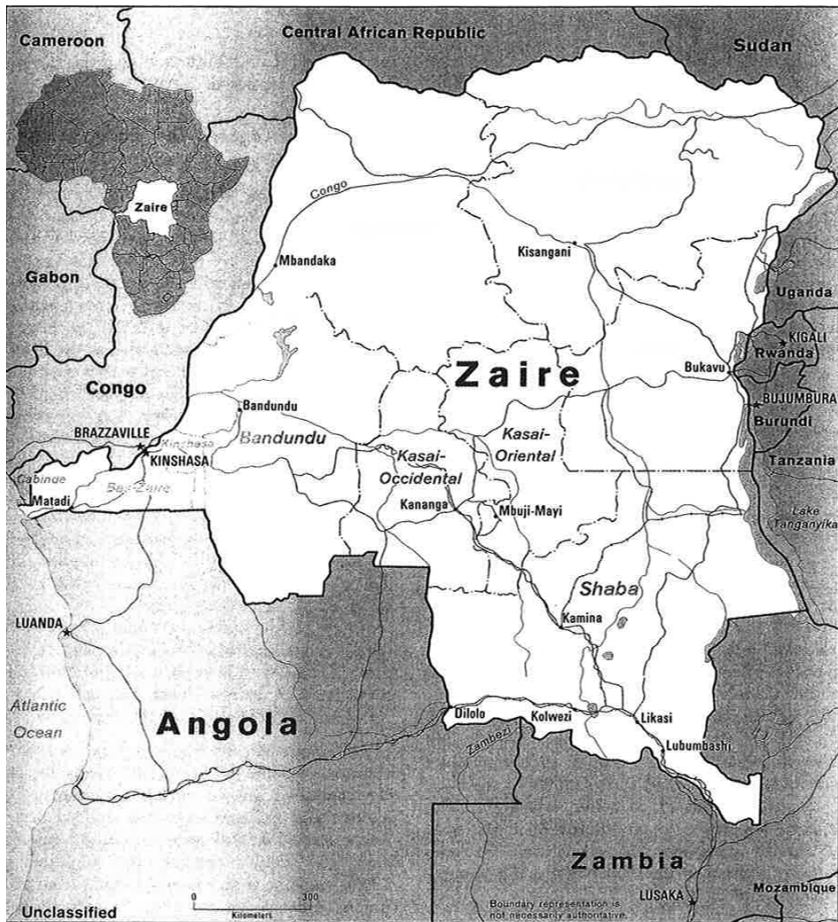 Cameroon
Central African Republic
Sudan
Zaire
Congo
Gabon
Mbandaka
Kisangani
Uganda
KIGALI
Rwanda
Zaire
Bukavu
Congo
BUJUMBURA
Burundi
Bandundu
Bandundu
BRAZZAVILLE
Kinshasa
KINSHASA
Kasai-
Occidental
Kasai-
Oriental
Tanzania
Cabinda
Bas-Zaire
Matadi
Kananga
Mbuji-Mayi
Lake
Tanganyika
Shaba
Kamina
LUANDA
Atlantic
Ocean
Angola
Dilolo
Kolwezi
Likasi
Zambezi
Lubumbashi
Zambia
Mozambique
LUSAKA
0
300
Kilometers
Boundary representation is
not necessarily authoritative.
Unclassified